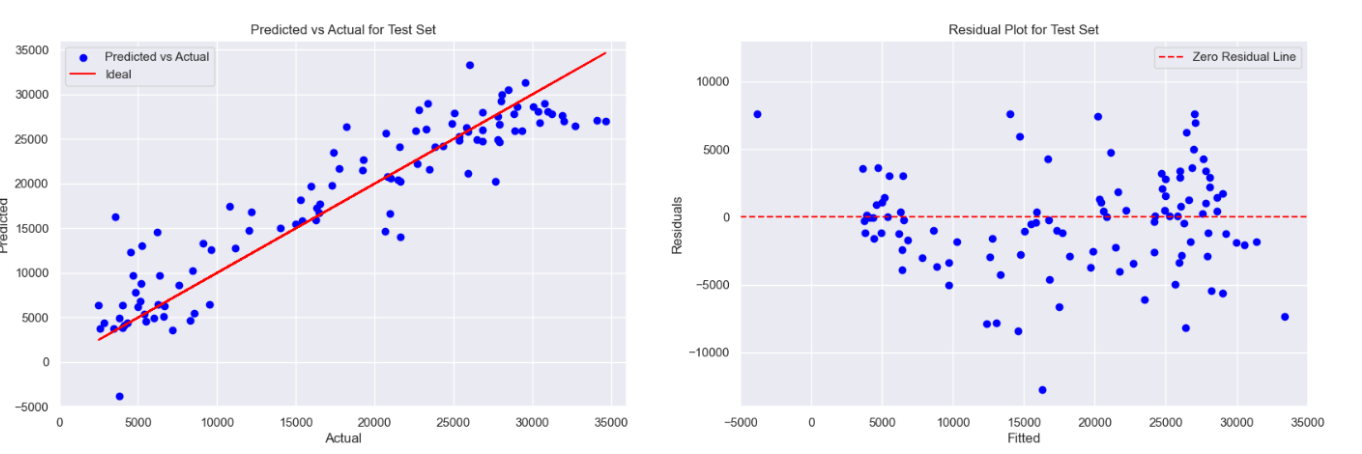 Predicted vs Actual for Test Set
35000
30000
25000
20000
15000
10000
5000
0
−5000
Predicted
Predicted vs Actual
Ideal
0 5000 10000 15000 20000 25000 30000 35000
Actual
Residual Plot for Test Set
10000
5000
0
−5000
−10000
Residuals
Zero Residual Line
−5000 0 5000 10000 15000 20000 25000 30000 35000
Fitted